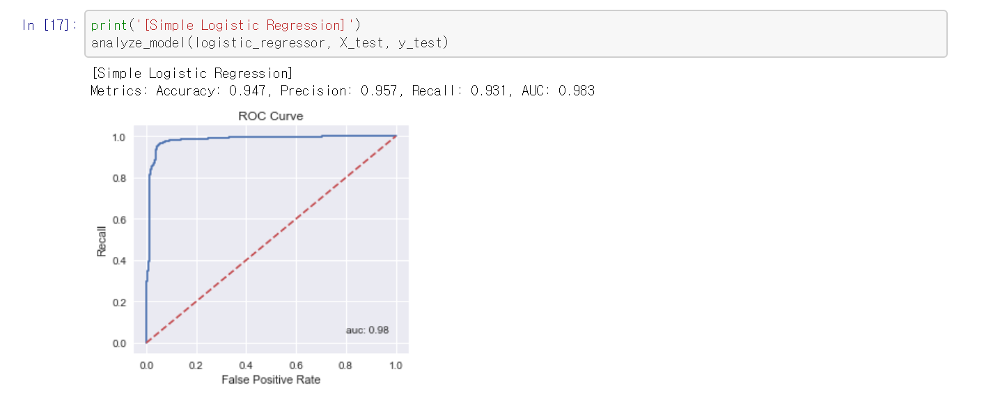 In [17]:
print('[Simple Logistic Regression]')
analyze_model(logistic_regressor, X_test, y_test)
[Simple Logistic Regression]
Metrics: Accuracy: 0.947, Precision: 0.957, Recall: 0.931, AUC: 0.983
ROC Curve
1.0
0.8
0.6
0.4
0.2
0.0
Recall
auc: 0.98
0.0 0.2 0.4 0.6 0.8 1.0
False Positive Rate